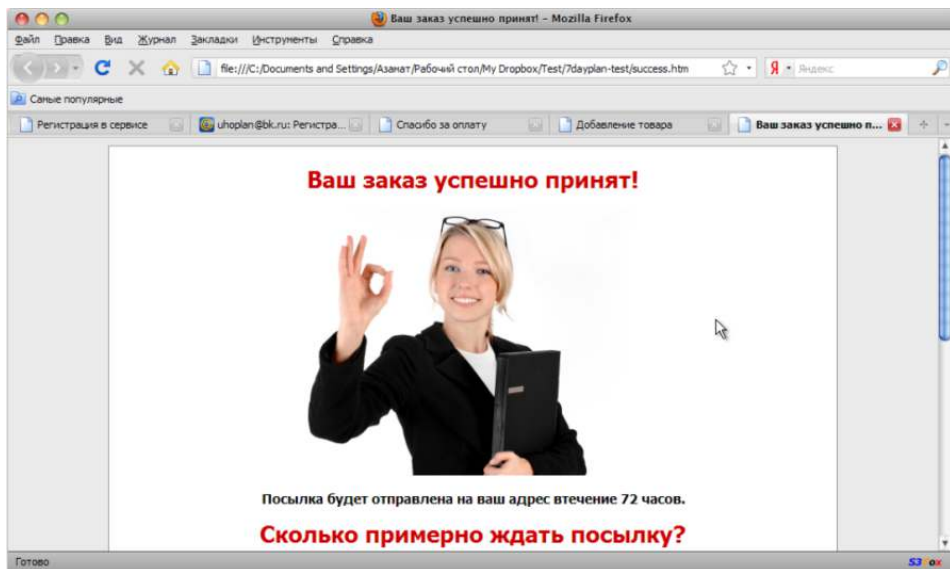 Ваш заказ успешно принят! – Mozilla Firefox
Файл Правка Вид Журнал Закладки Инструменты Справка
file:///C:/Documents and Settings/Азамат/Рабочий стол/My Dropbox/Test/7dayplan-test/success.htm Я Яндекс
Самые популярные
Регистрация в сервисе uhoplan@bk.ru: Регистра... Спасибо за оплату Добавление товара Ваш заказ успешно п...
Ваш заказ успешно принят!
Посылка будет отправлена на ваш адрес втечение 72 часов.
Сколько примерно ждать посылку?
Готово S3Fox